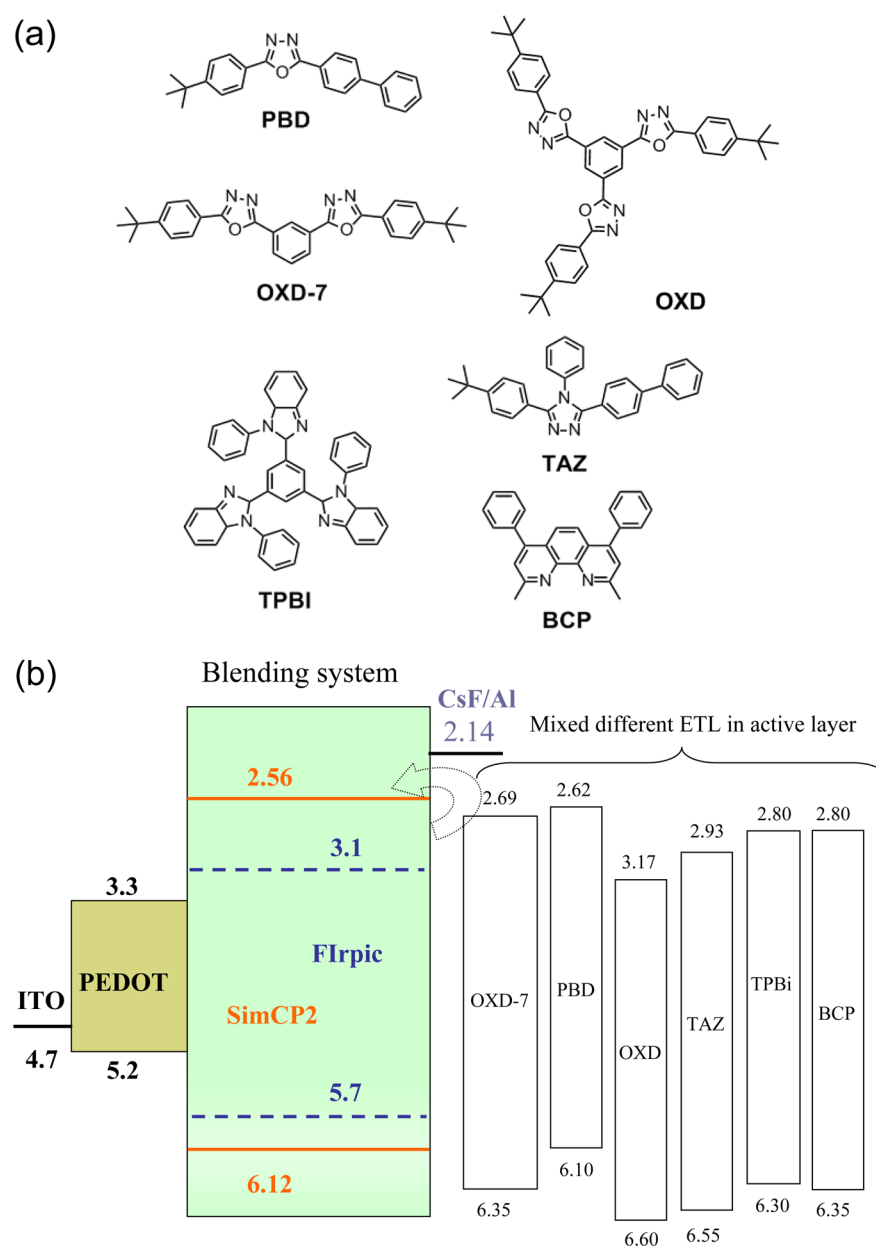 (a)
N-N
O
PBD
N-N
O
N-N
O
OXD-7
O
N-N
N-N
O
O
N
N
OXD
N
N
N
N
N
N
TPBI
N
N-N
TAZ
N
N
BCP
(b)
Blending system
CsF/Al
2.14
Mixed different ETL in active layer
2.56
3.1
3.3
FIrpic
PEDOT
SimCP2
ITO
4.7
5.2
5.7
6.12
2.69
2.62
3.17
2.93
2.80
2.80
OXD-7
PBD
OXD
TAZ
TPBi
BCP
6.35
6.10
6.60
6.55
6.30
6.35